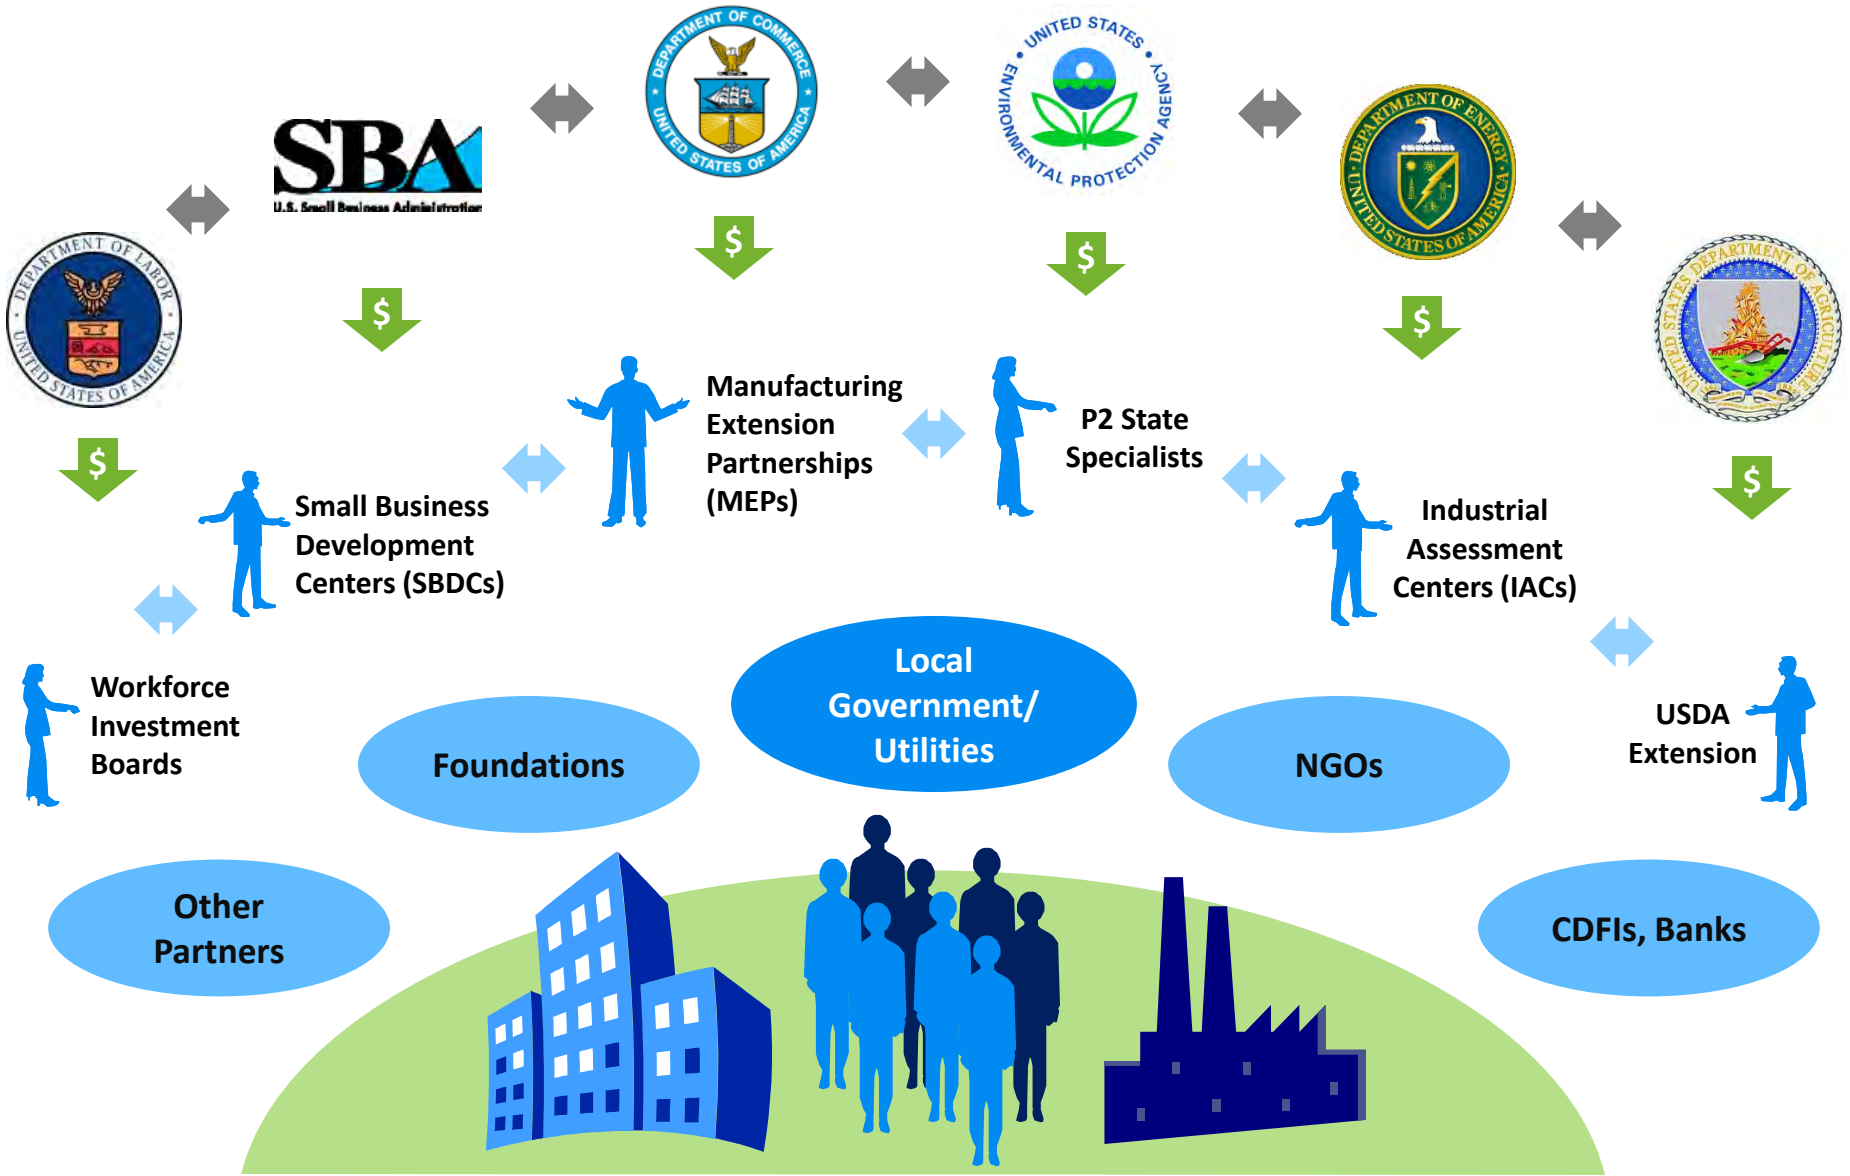 DEPARTMENT OF COMMERCE
UNITED STATES OF AMERICA
UNITED STATES
ENVIRONMENTAL PROTECTION AGENCY
DEPARTMENT OF ENERGY
UNITED STATES OF AMERICA
SBA
U.S. Small Business Administration
DEPARTMENT OF LABOR
UNITED STATES OF AMERICA
UNITED STATES DEPARTMENT OF AGRICULTURE
$
$
$
$
$
$
Manufacturing
Extension
Partnerships
(MEPs)
P2 State
Specialists
Small Business
Development
Centers (SBDCs)
Industrial
Assessment
Centers (IACs)
Workforce
Investment
Boards
USDA
Extension
Local
Government/
Utilities
Foundations
NGOs
Other
Partners
CDFIs, Banks